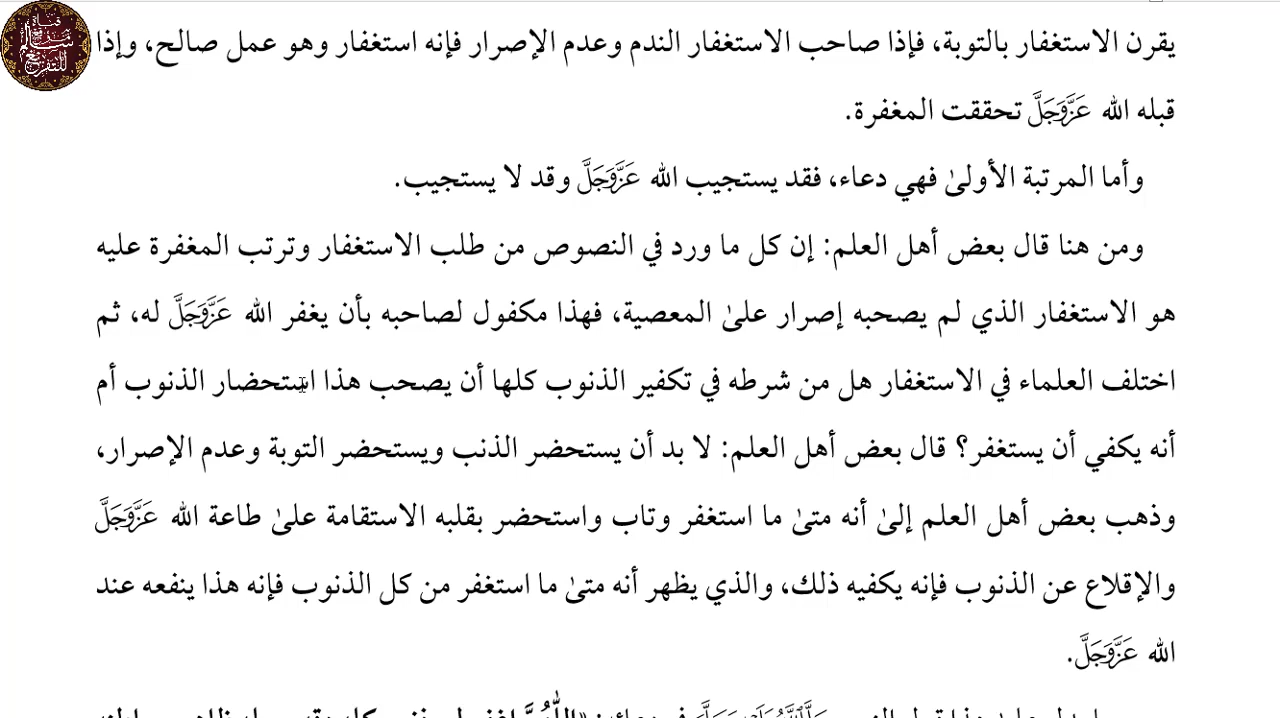 قناة
سالم
للتفريغ
يقرن الاستغفار بالتوبة، فإذا صاحب الاستغفار الندم وعدم الإصرار فإنه استغفار وهو عمل صالح، وإذا
قبله الله عَزَّوَجَلَّ تحققت المغفرة.
وأما المرتبة الأولىٰ فهي دعاء، فقد يستجيب الله عَزَّوَجَلَّ وقد لا يستجيب.
ومن هنا قال بعض أهل العلم: إن كل ما ورد في النصوص من طلب الاستغفار وترتب المغفرة عليه
هو الاستغفار الذي لم يصحبه إصرار علىٰ المعصية، فهذا مكفول لصاحبه بأن يغفر الله عَزَّوَجَلَّ له، ثم
اختلف العلماء في الاستغفار هل من شرطه في تكفير الذنوب كلها أن يصحب هذا استحضار الذنوب أم
أنه يكفي أن يستغفر؟ قال بعض أهل العلم: لا بد أن يستحضر الذنب ويستحضر التوبة وعدم الإصرار،
وذهب بعض أهل العلم إلىٰ أنه متىٰ ما استغفر وتاب واستحضر بقلبه الاستقامة علىٰ طاعة الله عَزَّوَجَلَّ
والإقلاع عن الذنوب فإنه يكفيه ذلك، والذي يظهر أنه متىٰ ما استغفر من كل الذنوب فإنه هذا ينفعه عند
الله عَزَّوَجَلَّ.